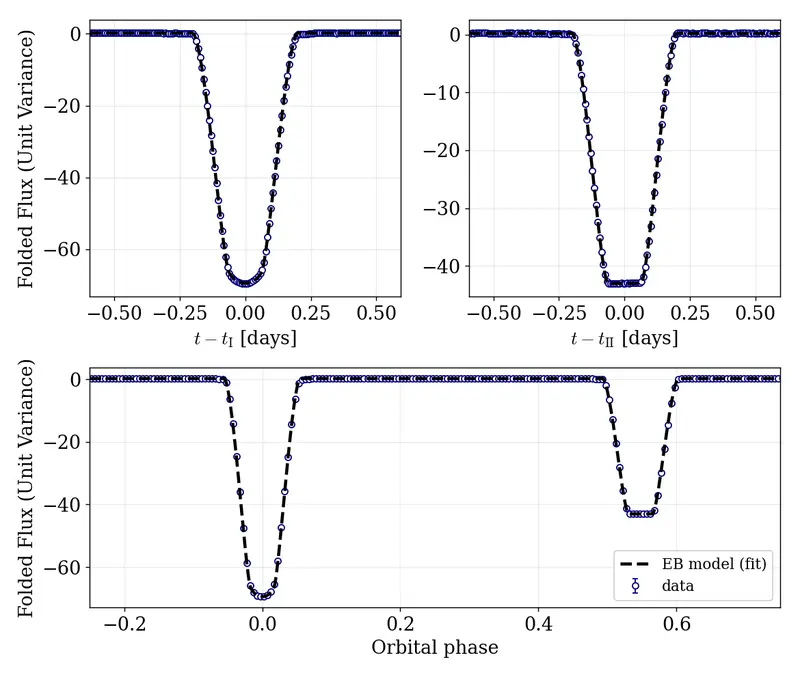 Folded Flux (Unit Variance)
0
−20
−40
−60
−0.50 −0.25 0.00 0.25 0.50
t − tI [days]
0
−10
−20
−30
−40
−0.50 −0.25 0.00 0.25 0.50
t − tII [days]
Folded Flux (Unit Variance)
0
−20
−40
−60
EB model (fit)
data
−0.2 0.0 0.2 0.4 0.6
Orbital phase